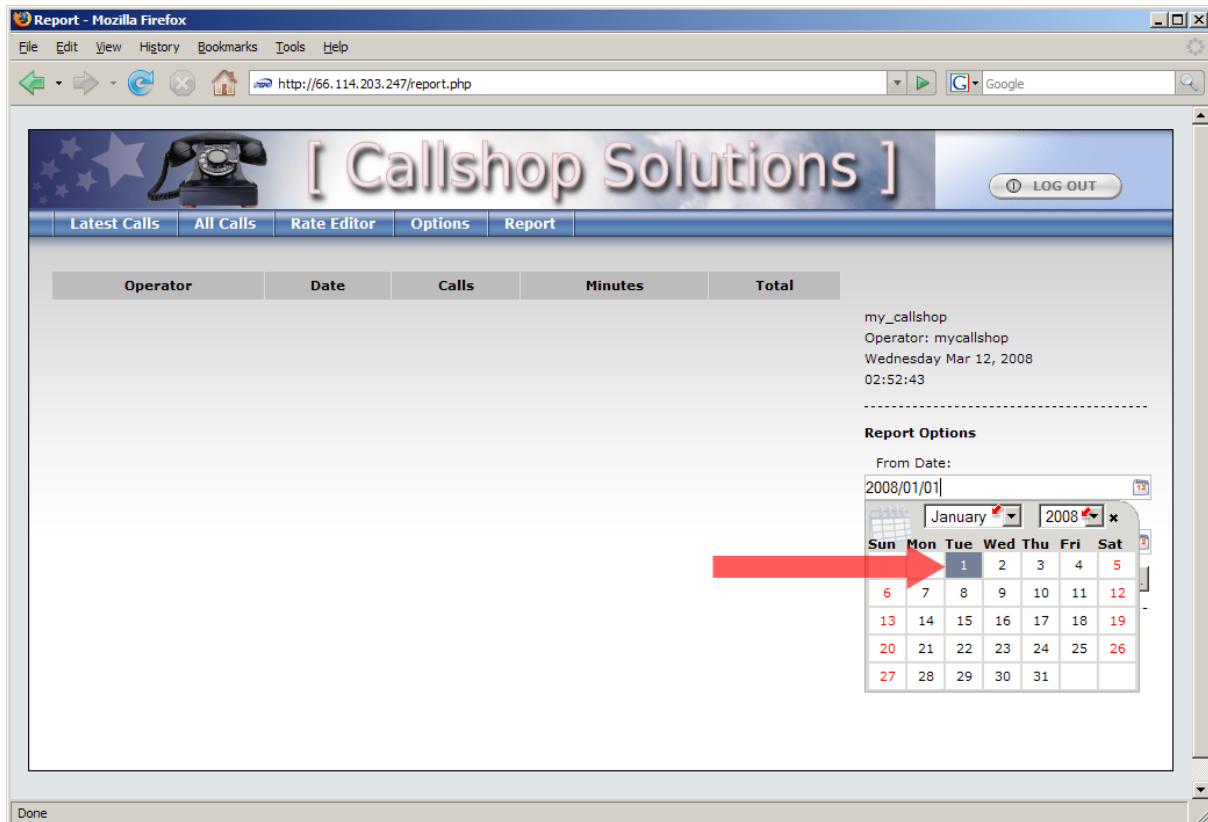 Report - Mozilla Firefox
File Edit View History Bookmarks Tools Help
http://66.114.203.247/report.php
G Google
[ Callshop Solutions ]
LOG OUT
Latest Calls All Calls Rate Editor Options Report
Operator Date Calls Minutes Total
my_callshop
Operator: mycallshop
Wednesday Mar 12, 2008
02:52:43
Report Options
From Date:
2008/01/01
12
January 2008 x
Sun Mon Tue Wed Thu Fri Sat
1 2 3 4 5
6 7 8 9 10 11 12
13 14 15 16 17 18 19
20 21 22 23 24 25 26
27 28 29 30 31
Done